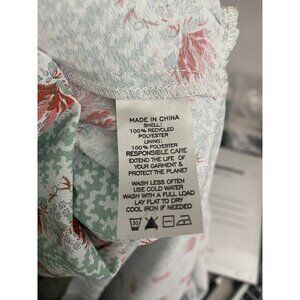 MADE IN CHINA
SHELL:
100% RECYCLED
POLYESTER
LINING:
100% POLYESTER
RESPONSIBLE CARE
EXTEND THE LIFE OF
YOUR GARMENT &
PROTECT THE PLANET
WASH LESS OFTEN
USE COLD WATER
WASH WITH A FULL LOAD
LAY FLAT TO DRY
COOL IRON IF NEEDED
30